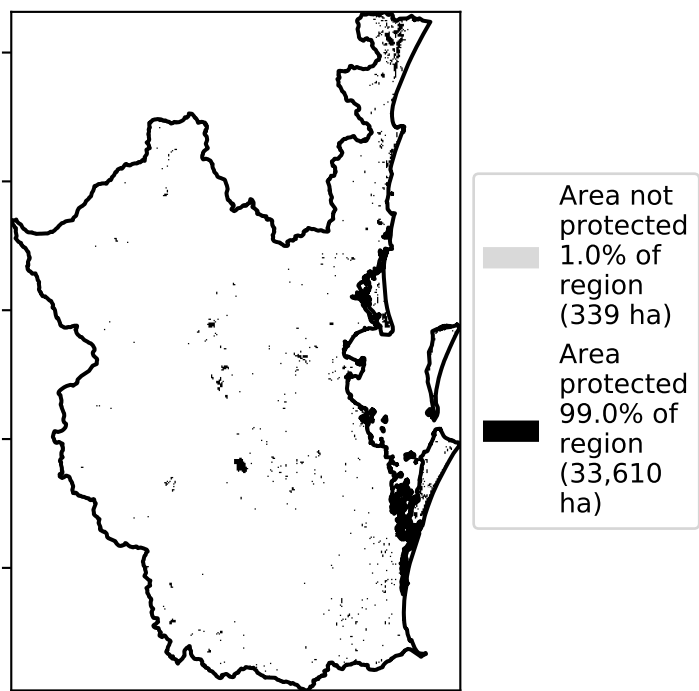 Area not
protected
1.0% of
region
(339 ha)
Area
protected
99.0% of
region
(33,610
ha)